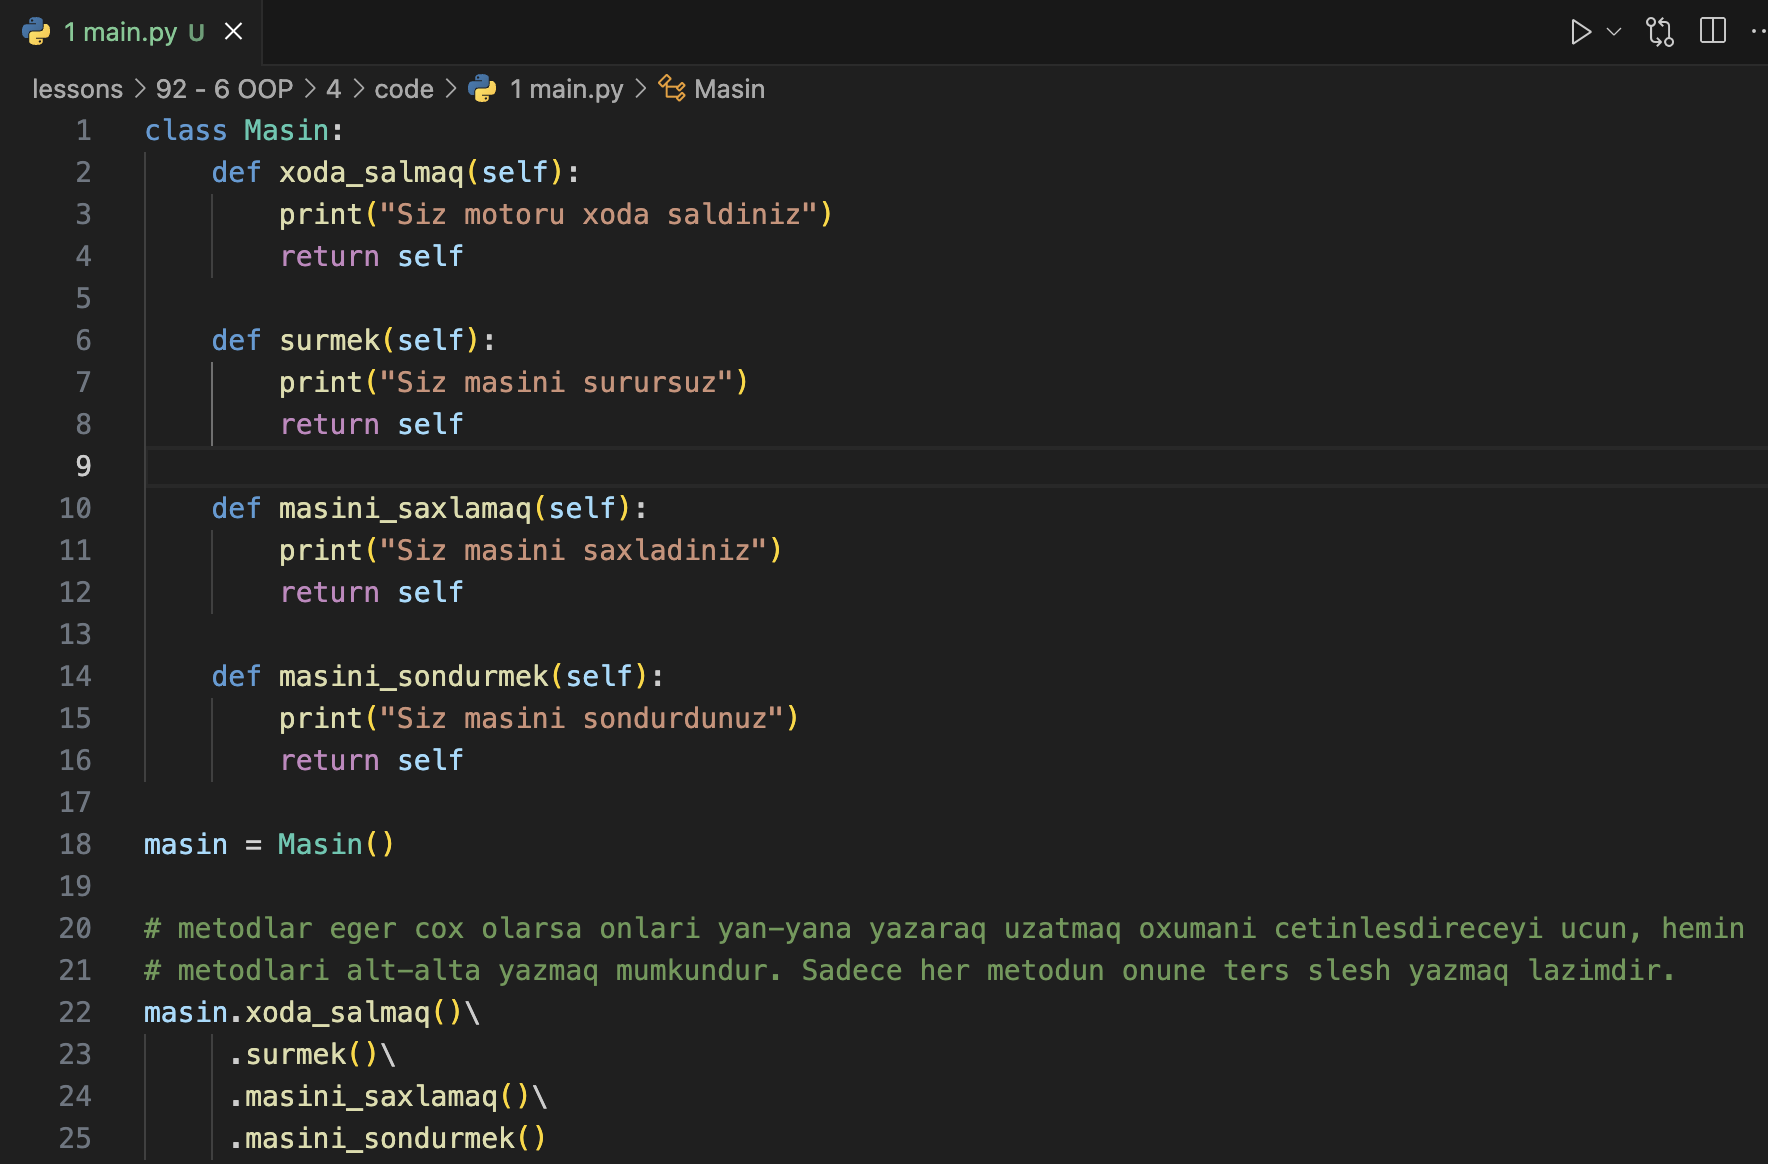 1 main.py U
lessons > 92 - 6 OOP > 4 > code > 1 main.py > Masin
1 class Masin:
2     def xoda_salmaq(self):
3         print("Siz motoru xoda saldiniz")
4         return self
5
6     def surmek(self):
7         print("Siz masini surursuz")
8         return self
9
10     def masini_saxlamaq(self):
11         print("Siz masini saxladiniz")
12         return self
13
14     def masini_sondurmek(self):
15         print("Siz masini sondurdunuz")
16         return self
17
18 masin = Masin()
19
20 # metodlar eger cox olarsa onlari yan-yana yazaraq uzatmaq oxumani cetinlesdireceyi ucun, hemin
21 # metodlari alt-alta yazmaq mumkundur. Sadece her metodun onune ters slesh yazmaq lazimdir.
22 masin.xoda_salmaq()\
23      .surmek()\
24      .masini_saxlamaq()\
25      .masini_sondurmek()